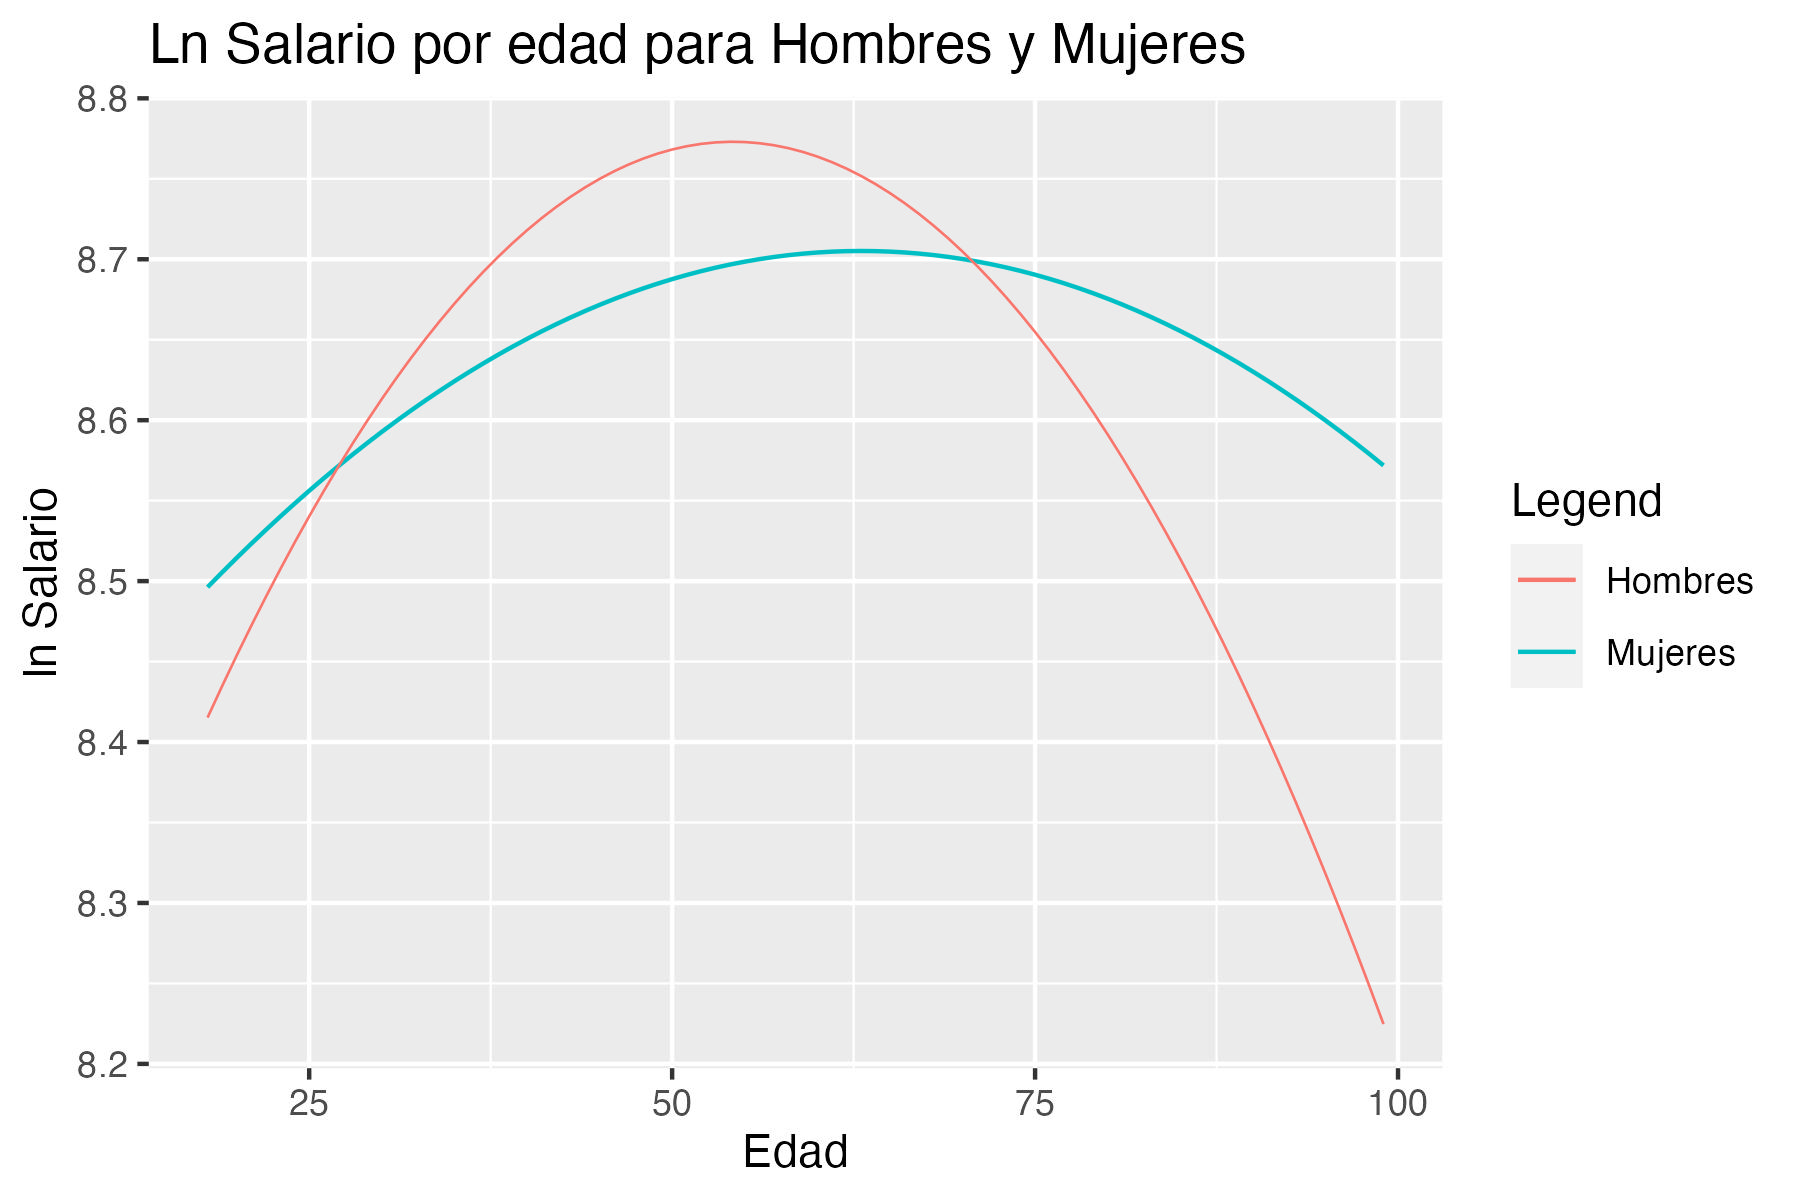 Ln Salario por edad para Hombres y Mujeres
8.8
8.7
8.6
8.5
8.4
8.3
8.2
ln Salario
25 50 75 100
Edad
Legend
Hombres
Mujeres